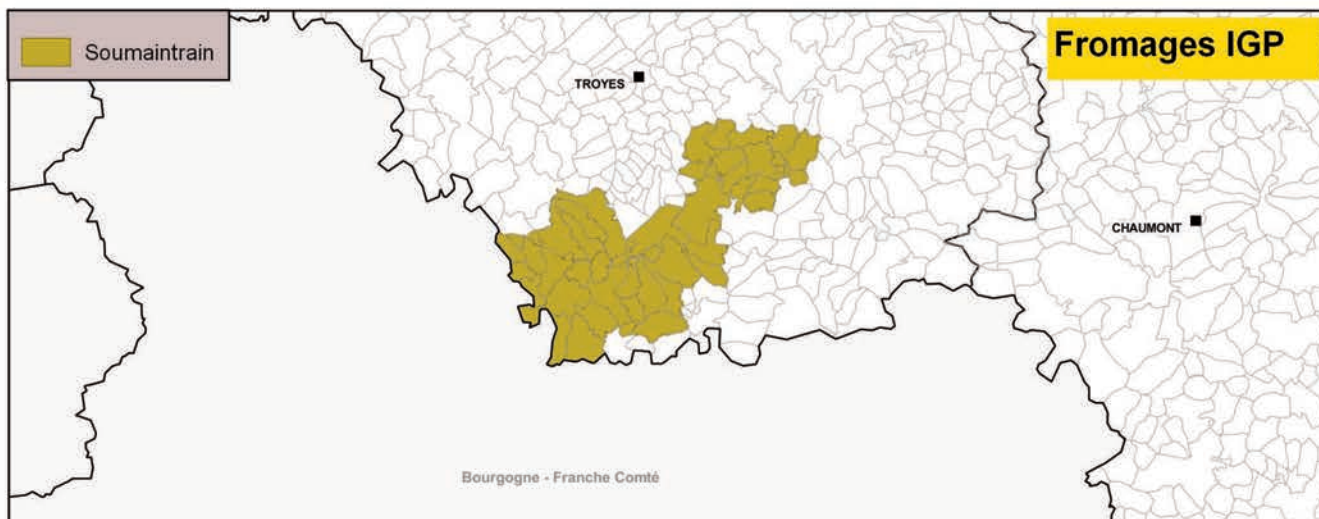 Soumaintrain
Fromages IGP
TROYES
CHAUMONT
Bourgogne - Franche Comté